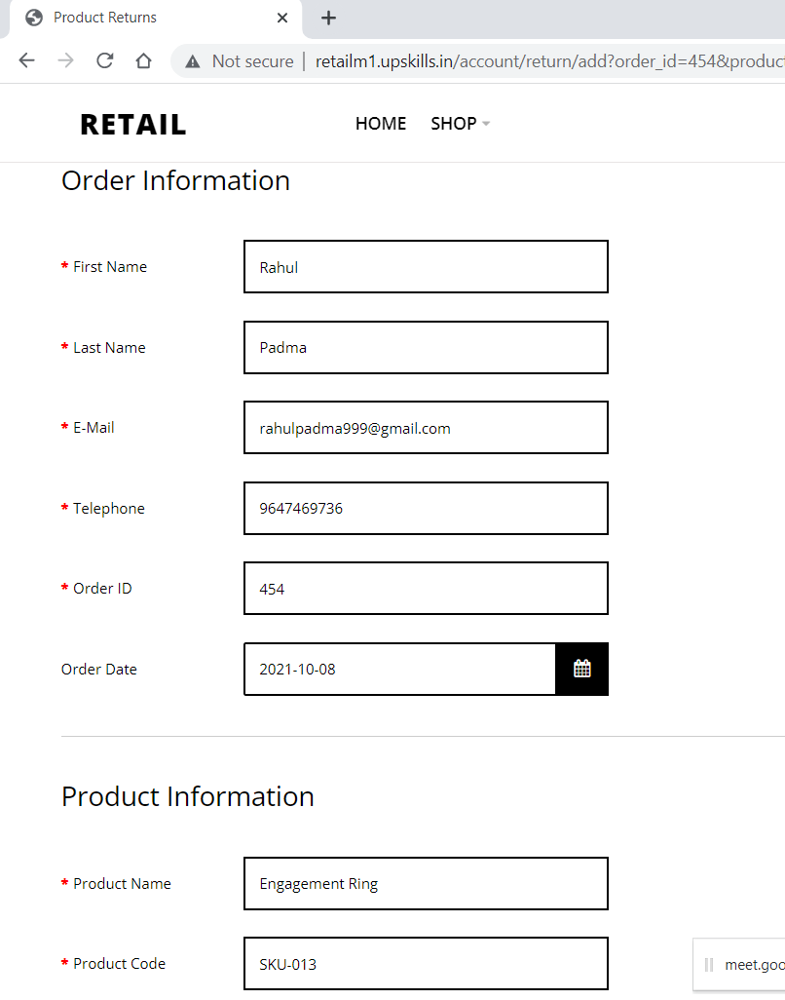 Product Returns
Not secure | retailm1.upskills.in/account/return/add?order_id=454&produc
RETAIL HOME SHOP
Order Information
* First Name Rahul
* Last Name Padma
* E-Mail rahulpadma999@gmail.com
* Telephone 9647469736
* Order ID 454
Order Date 2021-10-08
Product Information
* Product Name Engagement Ring
* Product Code SKU-013
meet.goo